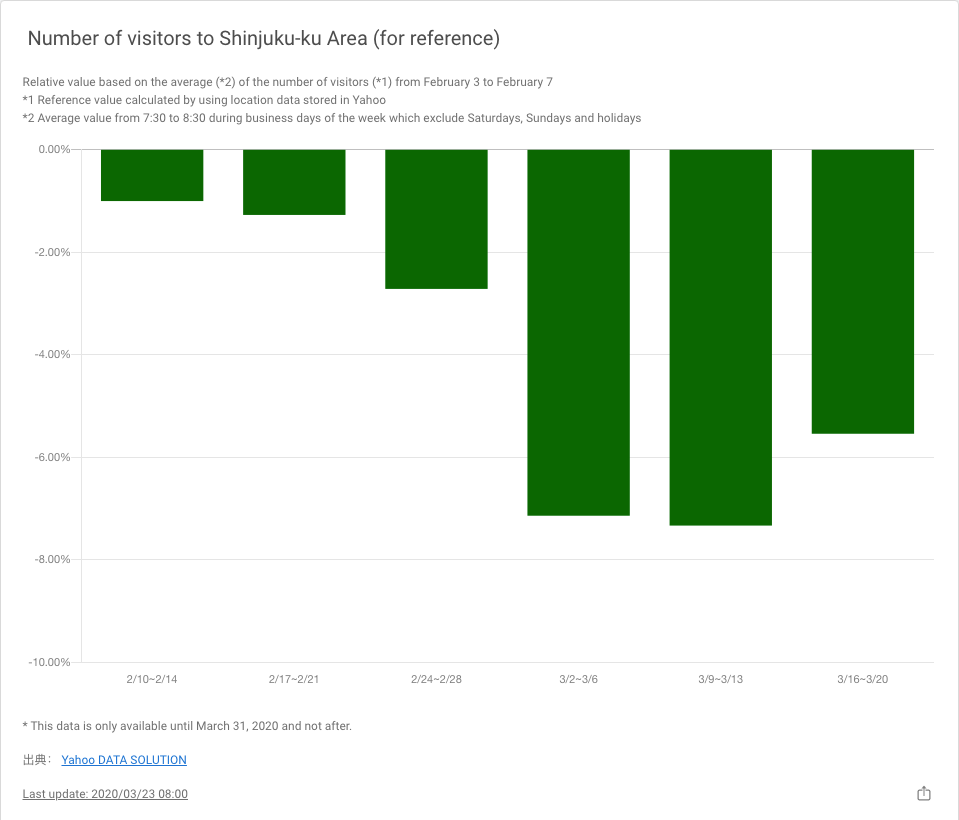 Number of visitors to Shinjuku-ku Area (for reference)
Relative value based on the average (*2) of the number of visitors (*1) from February 3 to February 7
*1 Reference value calculated by using location data stored in Yahoo
*2 Average value from 7:30 to 8:30 during business days of the week which exclude Saturdays, Sundays and holidays
0.00%
-2.00%
-4.00%
-6.00%
-8.00%
-10.00%
2/10~2/14 2/17~2/21 2/24~2/28 3/2~3/6 3/9~3/13 3/16~3/20
* This data is only available until March 31, 2020 and not after.
出典： Yahoo DATA SOLUTION
Last update: 2020/03/23 08:00